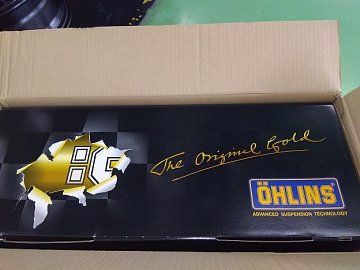 The Original Gold
ÖHLINS
ADVANCED SUSPENSION TECHNOLOGY